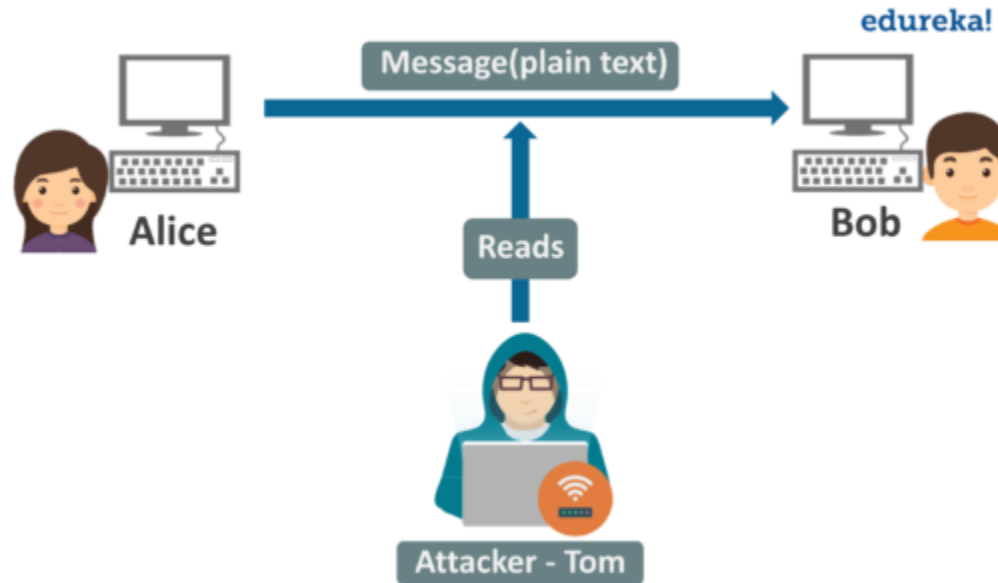 edureka!
Message(plain text)
Alice
Bob
Reads
Attacker - Tom